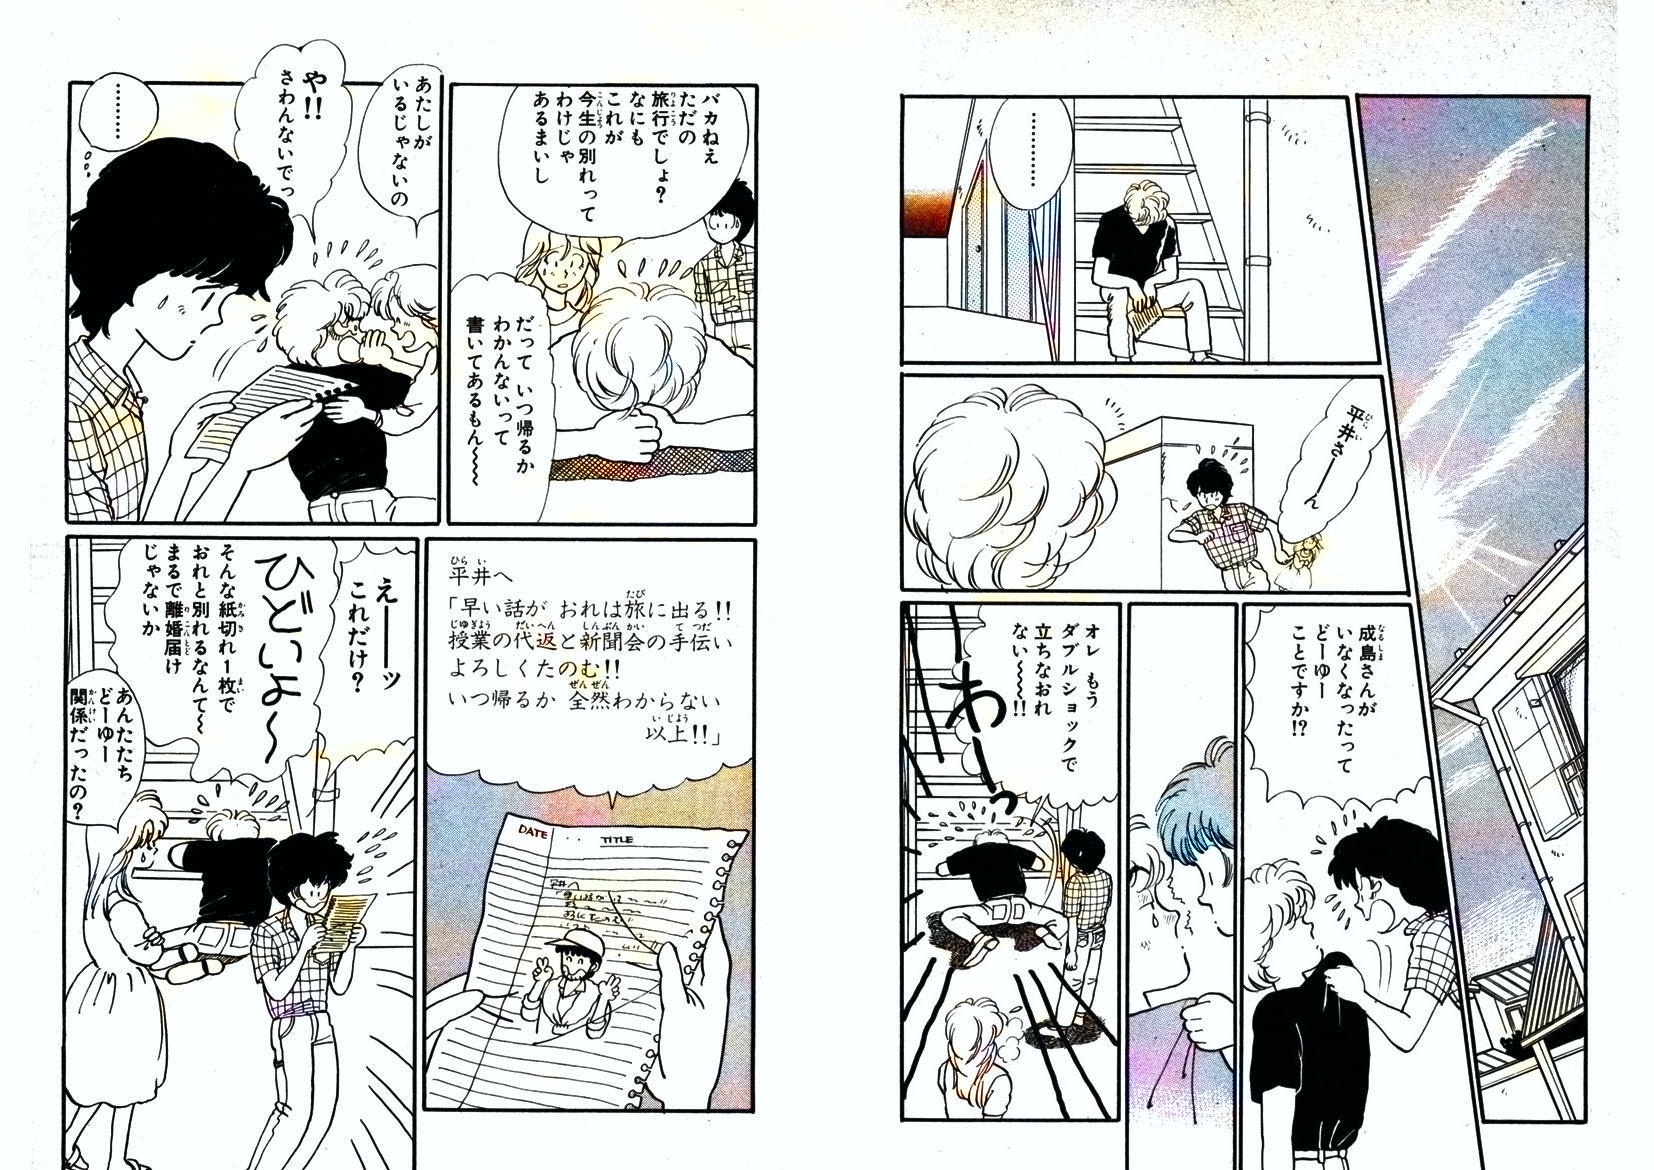 …………
平井さーーーん
成島さんが
いなくなったって
どーゆー
ことですか!?
オレ もう
ダブルショックで
立ちなおれ
ない〜〜!!
わーっ
バカねえ
ただの
旅行でしょ?
なにも
これが
今生の別れって
わけじゃ
あるまいし
だって いつ帰るか
わかんないって
書いてあるもん〜〜〜
あたしが
いるじゃないの
や!!
さわんないでっ
…………
平井へ
「早い話が おれは旅に出る!!
授業の代返と新聞会の手伝い
よろしくたのむ!!
いつ帰るか 全然わからない
以上!!」
DATE
TITLE
平井へ
えーーッ
これだけ?
ひどいよ〜
そんな紙切れ1枚で
おれと別れるなんて〜
まるで離婚届け
じゃないか
あんたたち
どーゆー
関係だったの?